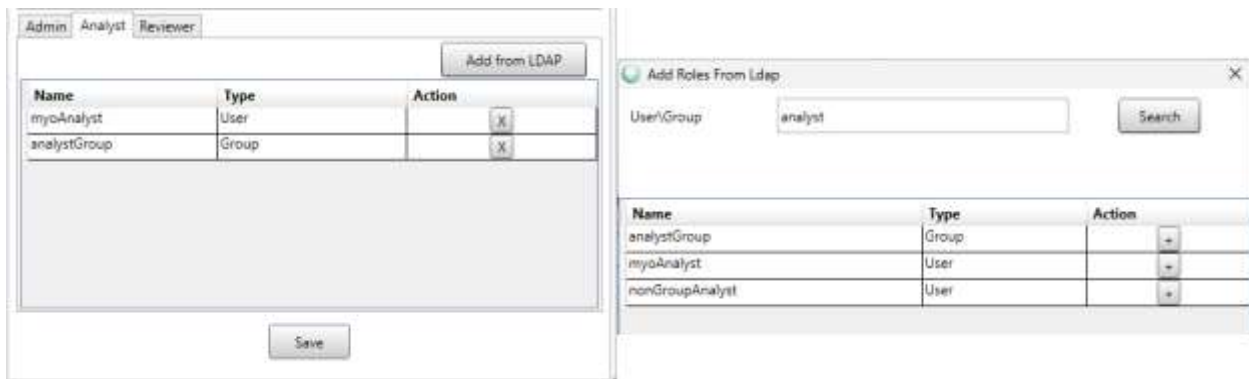 Admin Analyst Reviewer
Add from LDAP
Name Type Action
myoAnalyst User X
analystGroup Group X
Save
Add Roles From Ldap X
User\Group analyst Search
Name Type Action
analystGroup Group +
myoAnalyst User +
nonGroupAnalyst User +